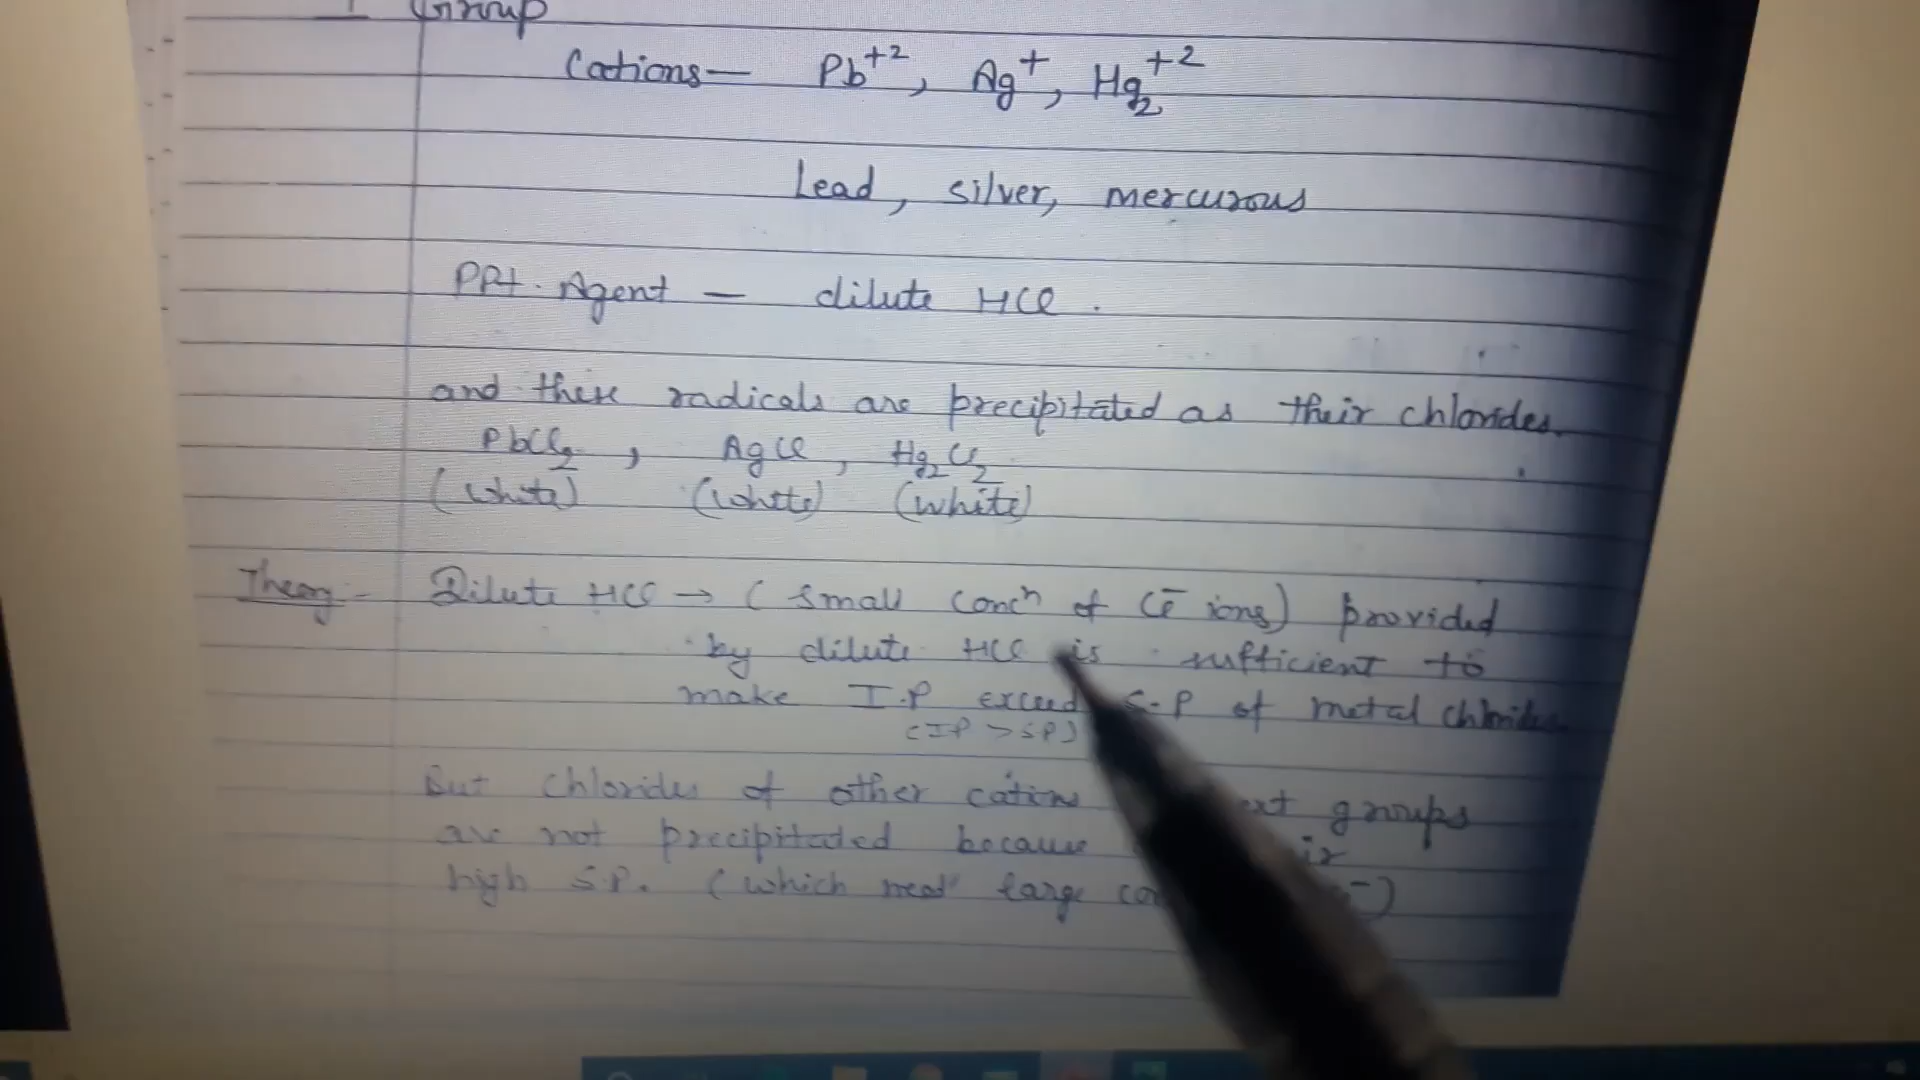 I Group
Cations— Pb+2, Ag+, Hg2+2
Lead, silver, mercurous
PPt. Agent — dilute HCl.
and these radicals are precipitated as their chlorides.
PbCl2, AgCl, Hg2Cl2
(white) (white) (white)
Theory - Dilute HCl → (Small Concn of Cl- ions) provided
by dilute HCl is sufficient to
make I.P exceed S.P of metal chlorides
(IP > SP)
But chlorides of other cations groups
are not precipitated because
high S.P. (which need large